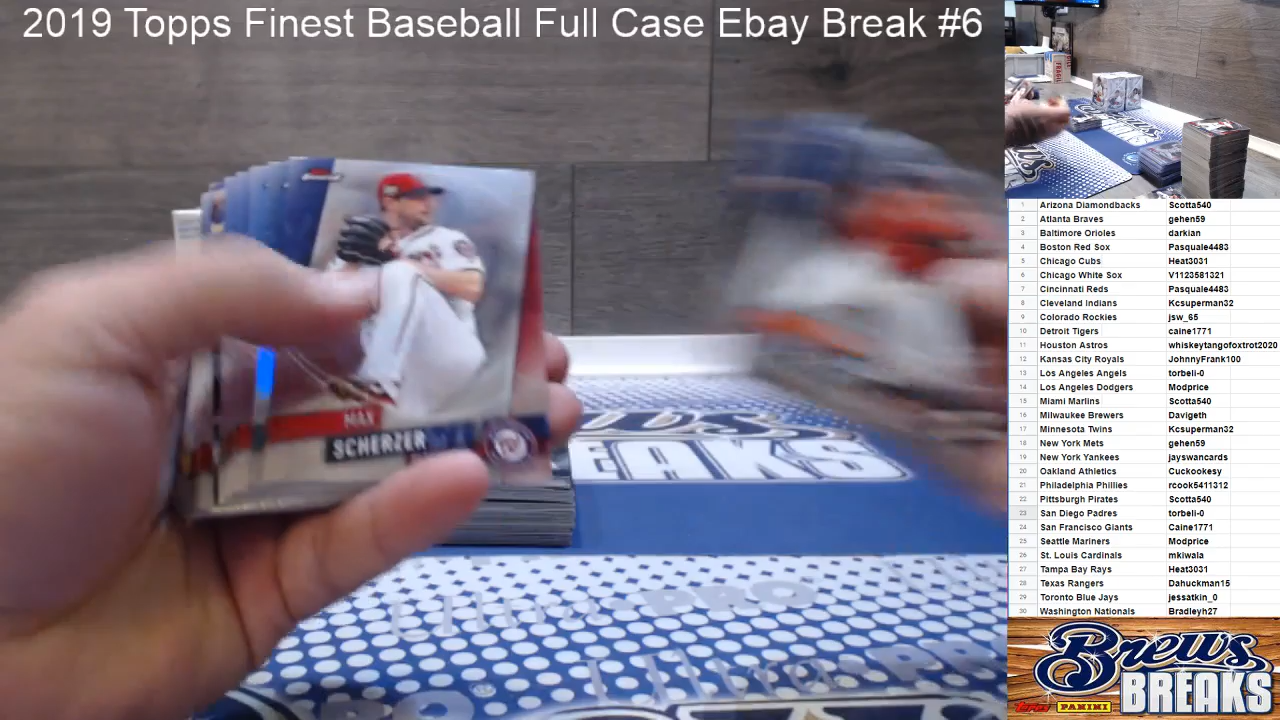 2019 Topps Finest Baseball Full Case Ebay Break #6
FRAGILE
MAX
SCHERZER
BREAKS
1 Arizona Diamondbacks Scotta540
2 Atlanta Braves gehen59
3 Baltimore Orioles darkian
4 Boston Red Sox Pasquale4483
5 Chicago Cubs Heat3031
6 Chicago White Sox V1123581321
7 Cincinnati Reds Pasquale4483
8 Cleveland Indians Kcsuperman32
9 Colorado Rockies jsw_65
10 Detroit Tigers caine1771
11 Houston Astros whiskeytangofoxtrot2020
12 Kansas City Royals JohnnyFrank100
13 Los Angeles Angels torbeli-0
14 Los Angeles Dodgers Modprice
15 Miami Marlins Scotta540
16 Milwaukee Brewers Davigeth
17 Minnesota Twins Kcsuperman32
18 New York Mets gehen59
19 New York Yankees jayswancards
20 Oakland Athletics Cuckookesy
21 Philadelphia Phillies rcook5411312
22 Pittsburgh Pirates Scotta540
23 San Diego Padres torbeli-0
24 San Francisco Giants Caine1771
25 Seattle Mariners Modprice
26 St. Louis Cardinals mkiwala
27 Tampa Bay Rays Heat3031
28 Texas Rangers Dahuckman15
29 Toronto Blue Jays jessatkin_0
30 Washington Nationals Bradleyh27
Brews
BREAKS
Topps PANINI